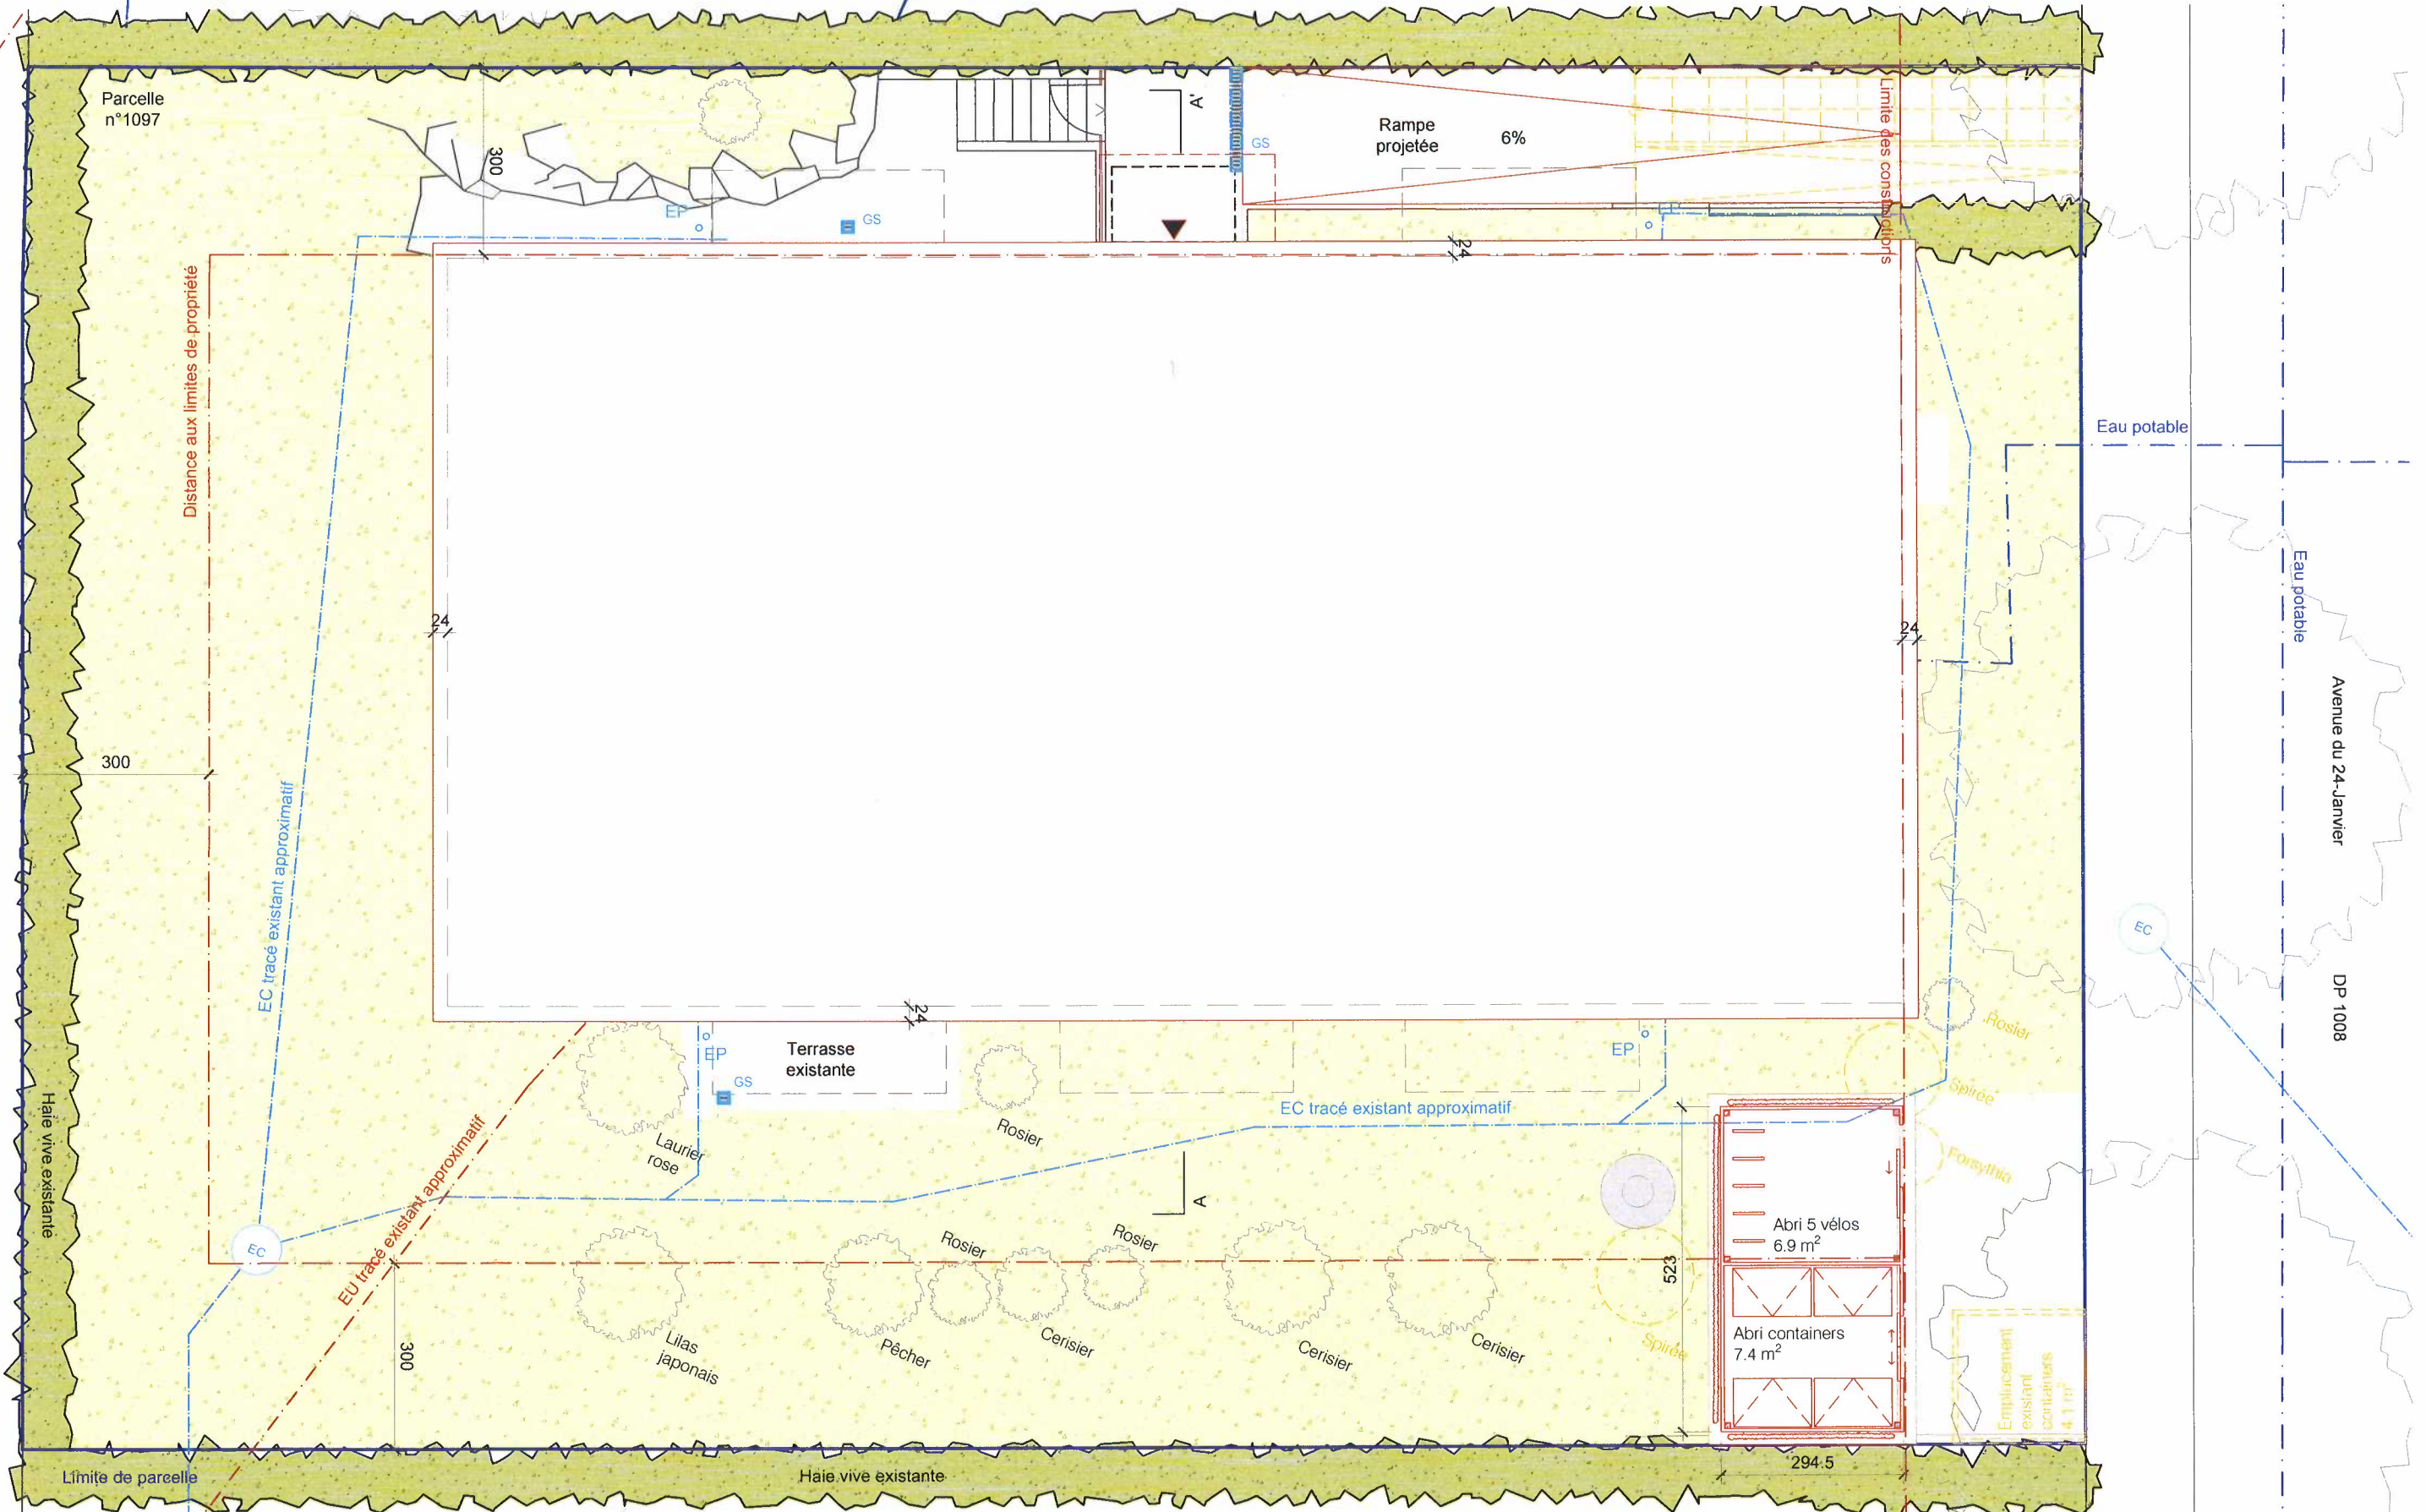 Parcelle
n°1097
300
A'
GS
Rampe
projetée
6%
Limite des constructions
EP
GS
EP
24
Distance aux limites de propriété
Eau potable
Eau potable
24
24
Avenue du 24-Janvier
DP 1008
300
EC tracé existant approximatif
EC
24
Rosier
EP
Terrasse
existante
EP
GS
Spirée
EC tracé existant approximatif
Haie vive existante
EU tracé existant approximatif
Laurier
rose
Rosier
Forsythia
A
Abri 5 vélos
6.9 m²
EC
Rosier
Rosier
523
300
Lilas
japonais
Pêcher
Cerisier
Cerisier
Cerisier
Spirée
Abri containers
7.4 m²
Emplacement
existant
containers
4.1 m²
294.5
Limite de parcelle
Haie vive existante